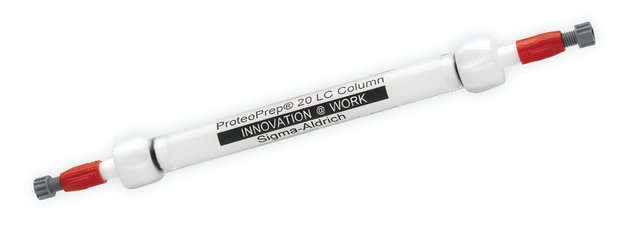 ProteoPrep® 20 LC Column
INNOVATION @ WORK
Sigma-Aldrich